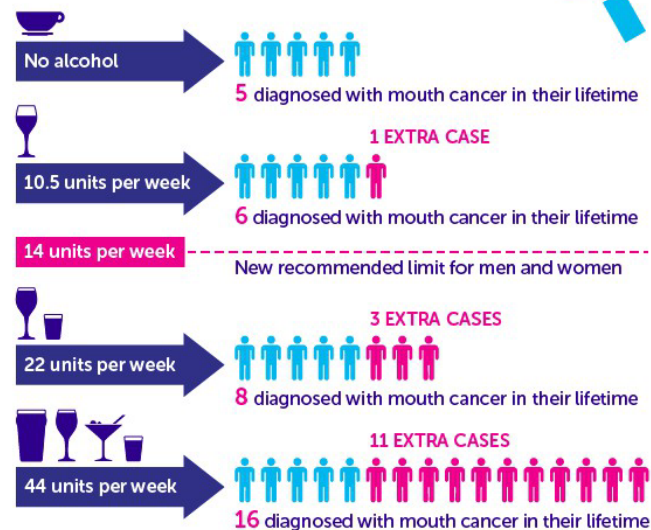 No alcohol
5 diagnosed with mouth cancer in their lifetime
1 EXTRA CASE
10.5 units per week
6 diagnosed with mouth cancer in their lifetime
14 units per week
New recommended limit for men and women
3 EXTRA CASES
22 units per week
8 diagnosed with mouth cancer in their lifetime
11 EXTRA CASES
44 units per week
16 diagnosed with mouth cancer in their lifetime